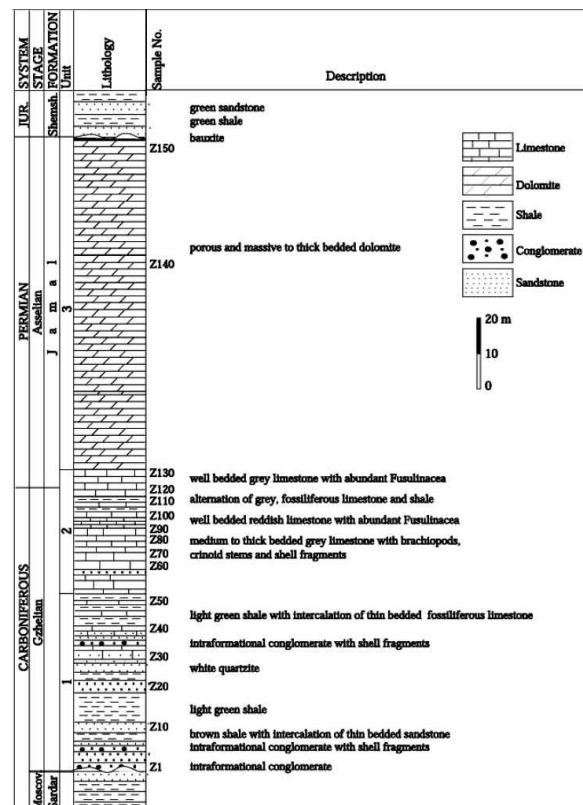 SYSTEM
STAGE
FORMATION
Unit
Lithology
Sample No.
Description
JUR.
Shemsh.
green sandstone
green shale
bauxite
Z150
Limestone
Dolomite
Shale
Conglomerate
Sandstone
20 m
10
0
PERMIAN
Asselian
Jamal
3
porous and massive to thick bedded dolomite
Z140
Z130
well bedded grey limestone with abundant Fusulinacea
Z120
Z110
alternation of grey, fossiliferous limestone and shale
Z100
well bedded reddish limestone with abundant Fusulinacea
Z90
Z80
medium to thick bedded grey limestone with brachiopods,
Z70
crinoid stems and shell fragments
Z60
2
CARBONIFEROUS
Gzhelian
Z50
light green shale with intercalation of thin bedded fossiliferous limestone
Z40
intraformational conglomerate with shell fragments
Z30
white quartzite
Z20
1
light green shale
Z10
brown shale with intercalation of thin bedded sandstone
intraformational conglomerate with shell fragments
Z1
intraformational conglomerate
Moscov
Sardar